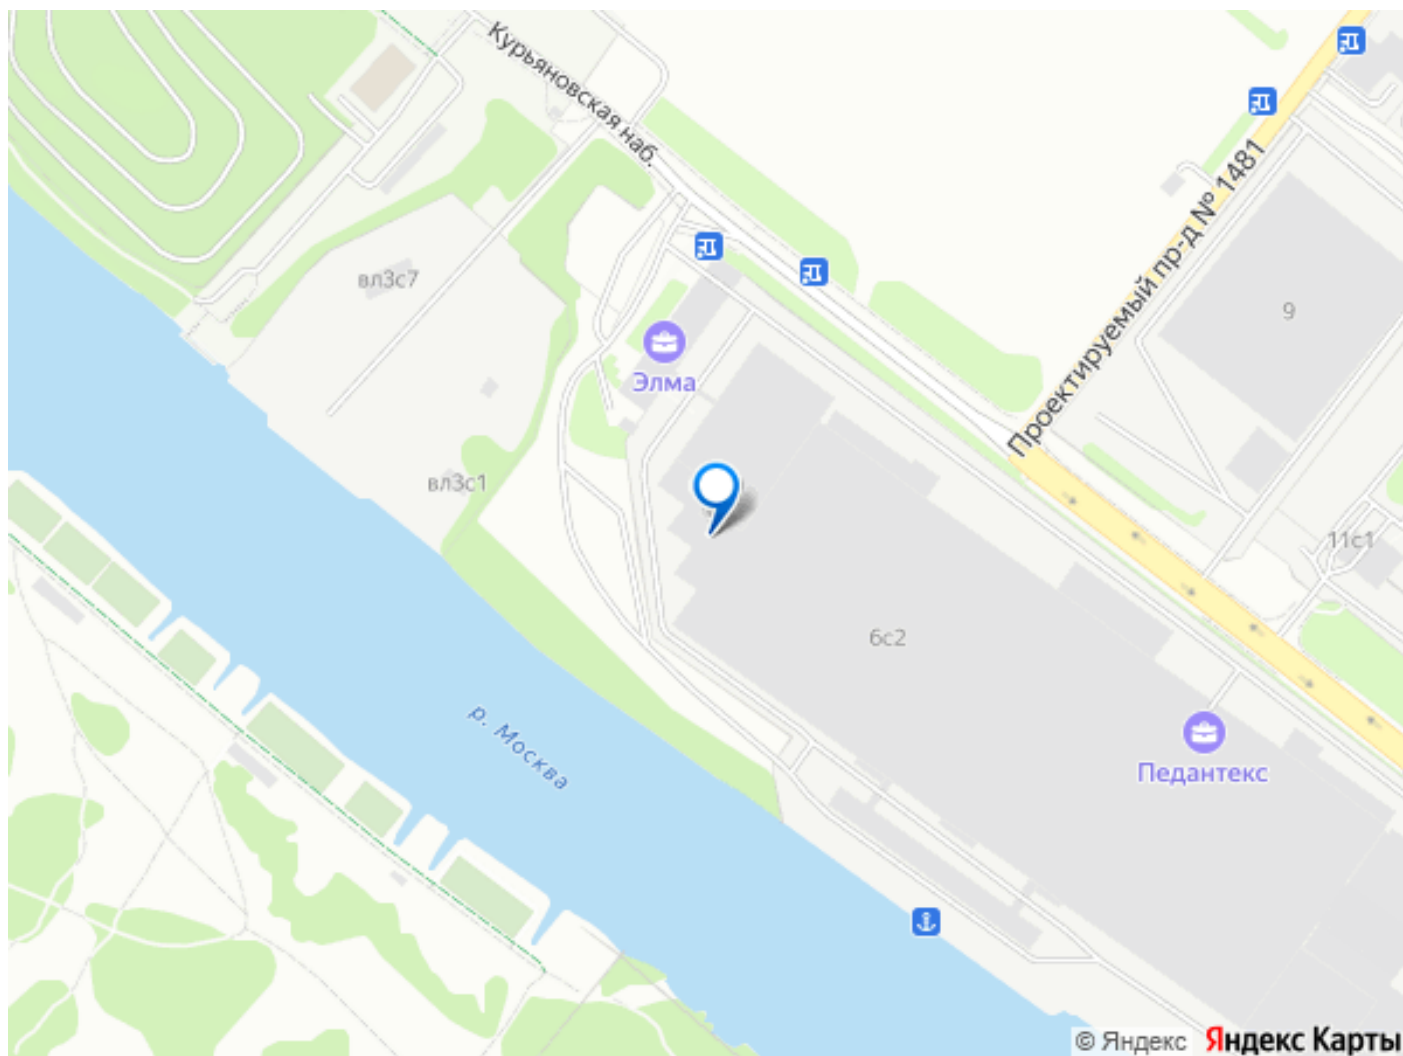 Курьяновская наб.
Проектируемый пр-д № 1481
вл3с7
9
Элма
вл3с1
11с1
6с2
р. Москва
Педантекс
© Яндекс Яндекс Карты